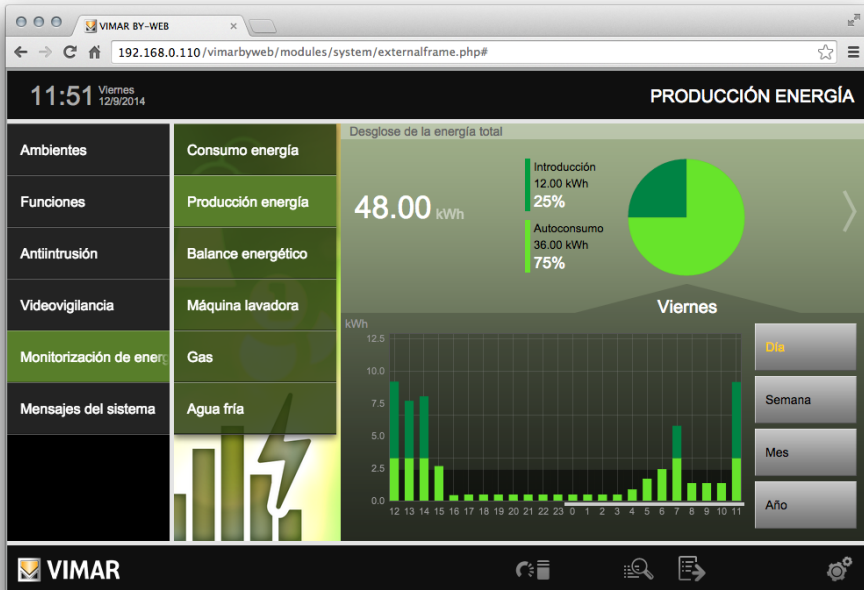 VIMAR BY-WEB
192.168.0.110/vimarbyweb/modules/system/externalframe.php#
11:51 Viernes
12/9/2014
PRODUCCIÓN ENERGÍA
Ambientes
Funciones
Antiintrusión
Videovigilancia
Monitorización de energ
Mensajes del sistema
Consumo energía
Producción energía
Balance energético
Máquina lavadora
Gas
Agua fría
Desglose de la energía total
48.00 kWh
Introducción
12.00 kWh
25%
Autoconsumo
36.00 kWh
75%
Viernes
kWh
12.5
10.0
7.5
5.0
2.5
0.0
12 13 14 15 16 17 18 19 20 21 22 23 0 1 2 3 4 5 6 7 8 9 10 11
Día
Semana
Mes
Año
VIMAR